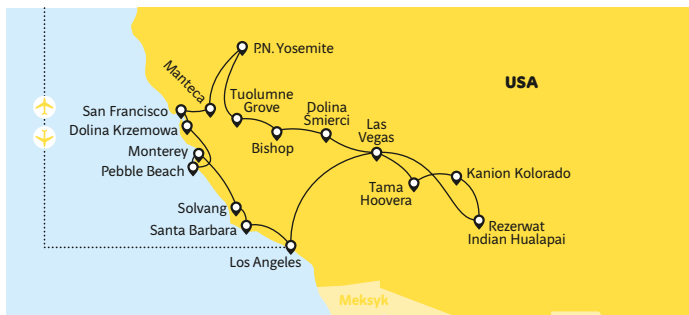 P.N. Yosemite
USA
Manteca
Tuolumne
Grove
Dolina
Śmierci
San Francisco
Dolina Krzemowa
Las
Vegas
Bishop
Monterey
Pebble Beach
Kanion Kolorado
Tama
Hoovera
Solvang
Santa Barbara
Rezerwat
Indian Hualapai
Los Angeles
Meksyk